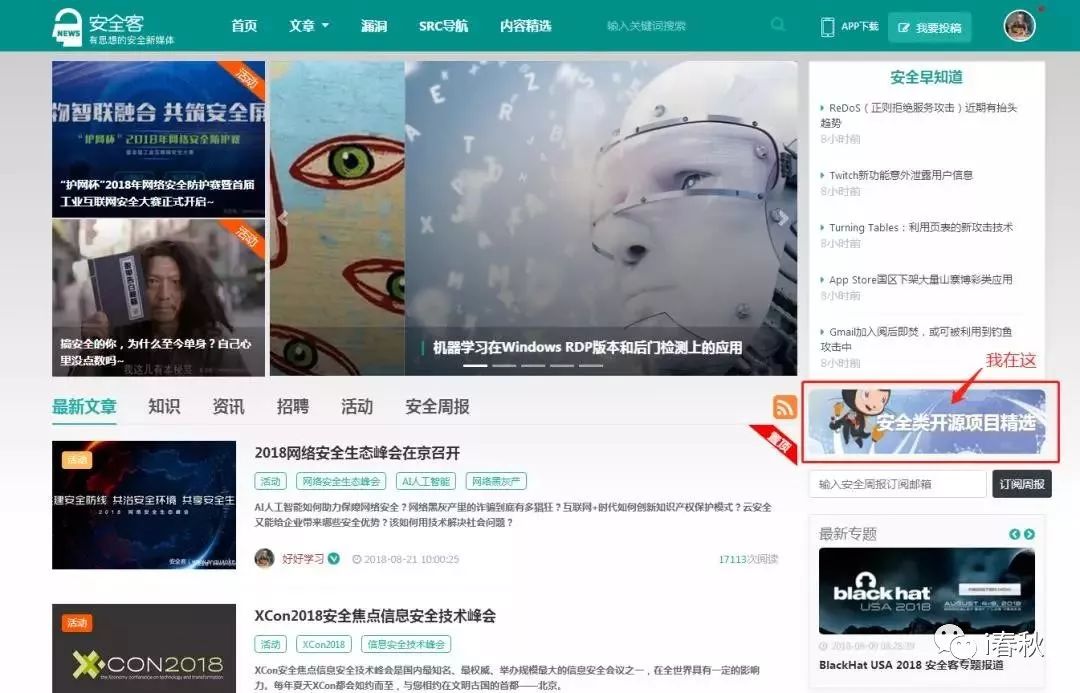 NEWS
安全客
有思想的安全新媒体
首页
文章
漏洞
SRC导航
内容精选
输入关键词搜索
APP下载
我要投稿
活动
物智联融合 共筑安全屏
“护网杯”2018年网络安全防护赛
“护网杯”2018年网络安全防护赛暨首届
工业互联网安全大赛正式开启~
活动
搞安全的你，为什么至今单身？自己心
里没点数吗~
我这儿有本秘笈
机器学习在Windows RDP版本和后门检测上的应用
安全早知道
ReDoS（正则拒绝服务攻击）近期有抬头
趋势
8小时前
Twitch新功能意外泄露用户信息
8小时前
Turning Tables：利用页表的新攻击技术
8小时前
App Store国区下架大量山寨博彩类应用
8小时前
Gmail加入阅后即焚，或可被利用到钓鱼
攻击中
8小时前
我在这
安全类开源项目精选
输入安全周报订阅邮箱
订阅周报
最新专题
black hat
USA 2018
AUGUST 4-9, 2018
BlackHat USA 2018 安全客专题报道
i春秋
最新文章
知识
资讯
招聘
活动
安全周报
置顶
活动
建安全防线 共治安全环境 共享安全生
2018 网络安全生态峰会
2018网络安全生态峰会在京召开
活动
网络安全生态峰会
AI人工智能
网络黑灰产
AI人工智能如何助力保障网络安全？网络黑灰产里的诈骗到底有多猖狂？互联网+时代如何创新知识产权保护模式？云安全
又能给企业带来哪些安全优势？该如何用技术解决社会问题？
好好学习
2018-08-21 10:00:25
17113次阅读
活动
XCON2018
XCon2018安全焦点信息安全技术峰会
活动
XCon2018
信息安全技术峰会
XCon安全焦点信息安全技术峰会是国内最知名、最权威、举办规模最大的信息安全会议之一，在全世界具有一定的影响
力。每年夏天XCon都会如约而至，与您相约在文明古国的首都——北京。